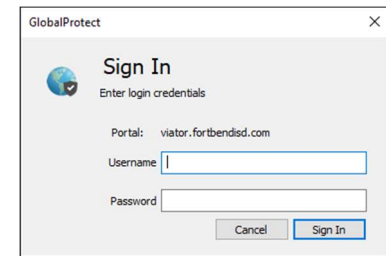 GlobalProtect
Sign In
Enter login credentials
Portal: viator.fortbendisd.com
Username
Password
Cancel Sign In